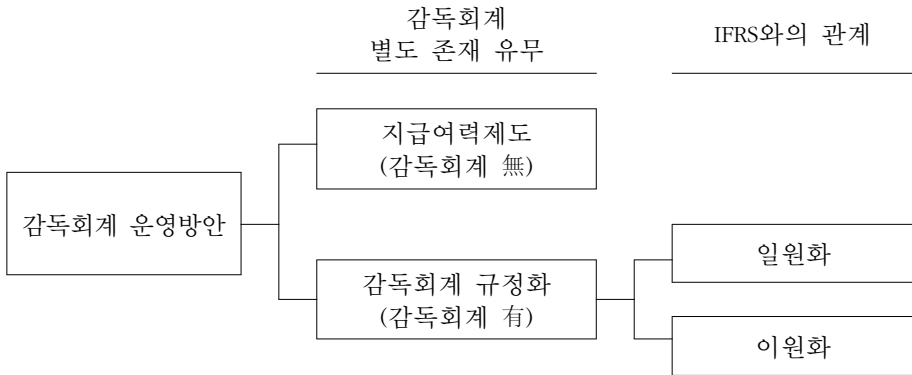 감독회계
별도 존재 유무
IFRS와의 관계
지급여력제도
(감독회계 無)
감독회계 운영방안
감독회계 규정화
(감독회계 有)
일원화
이원화